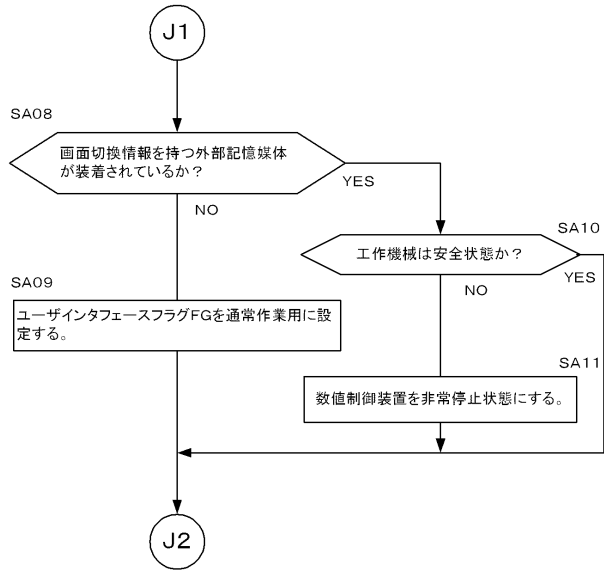 J1
SA08
画面切換情報を持つ外部記憶媒体
が装着されているか？
YES
NO
SA10
工作機械は安全状態か？
YES
NO
SA09
ユーザインタフェースフラグFGを通常作業用に設
定する。
SA11
数値制御装置を非常停止状態にする。
J2